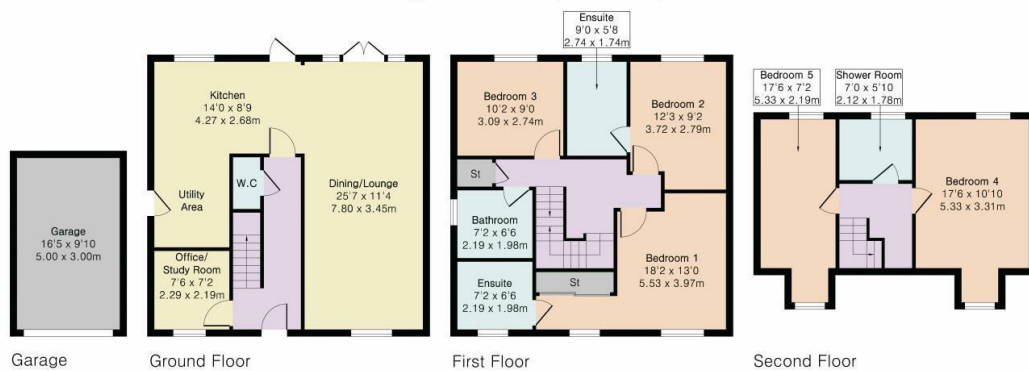 Garage
16'5 x 9'10
5.00 x 3.00m
Garage
Kitchen
14'0 x 8'9
4.27 x 2.68m
W.C
Utility
Area
Dining/Lounge
25'7 x 11'4
7.80 x 3.45m
Office/
Study Room
7'6 x 7'2
2.29 x 2.19m
Ground Floor
Ensuite
9'0 x 5'8
2.74 x 1.74m
Bedroom 3
10'2 x 9'0
3.09 x 2.74m
Bedroom 2
12'3 x 9'2
3.72 x 2.79m
St
Bathroom
7'2 x 6'6
2.19 x 1.98m
Ensuite
7'2 x 6'6
2.19 x 1.98m
St
Bedroom 1
18'2 x 13'0
5.53 x 3.97m
First Floor
Bedroom 5
17'6 x 7'2
5.33 x 2.19m
Shower Room
7'0 x 5'10
2.12 x 1.78m
Bedroom 4
17'6 x 10'10
5.33 x 3.31m
Second Floor